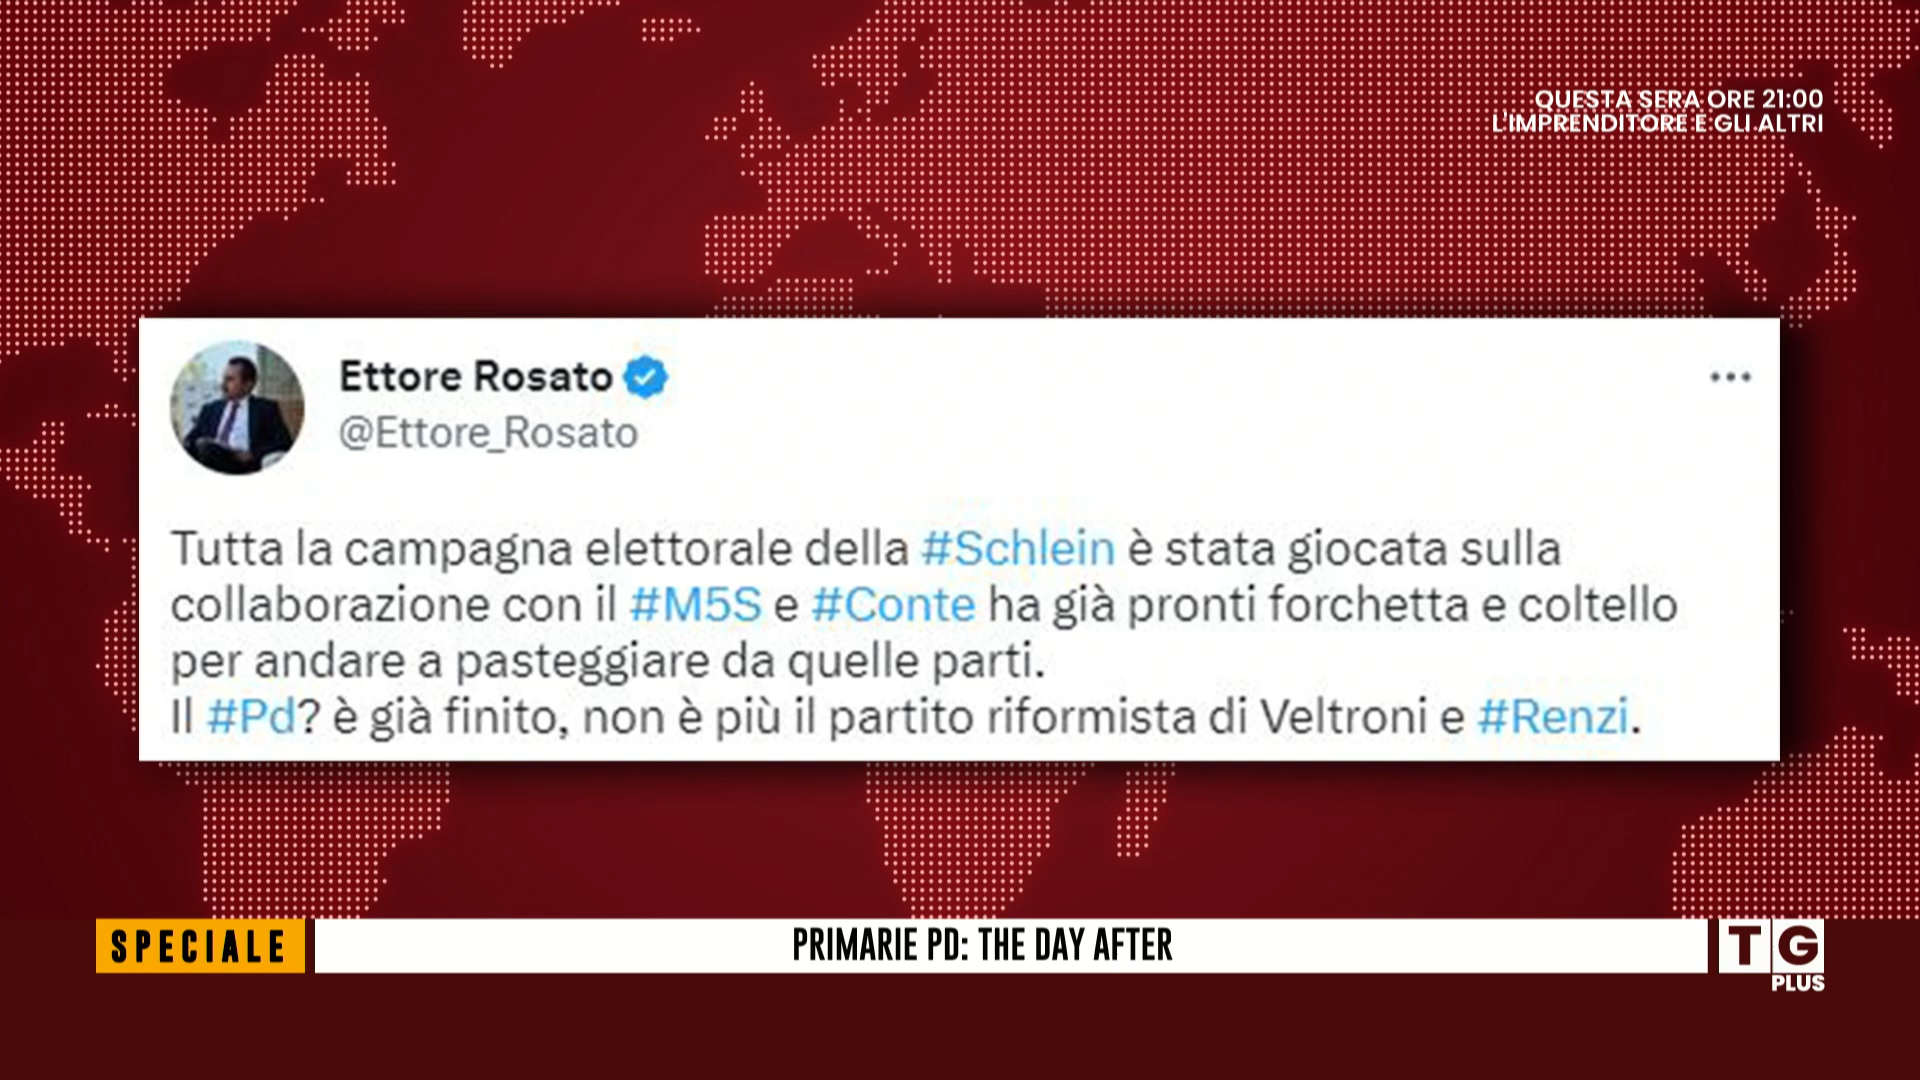 QUESTA SERA ORE 21:00
L'IMPRENDITORE E GLI ALTRI
Ettore Rosato
@Ettore_Rosato
Tutta la campagna elettorale della #Schlein è stata giocata sulla
collaborazione con il #M5S e #Conte ha già pronti forchetta e coltello
per andare a pasteggiare da quelle parti.
Il #Pd? è già finito, non è più il partito riformista di Veltroni e #Renzi.
SPECIALE
PRIMARIE PD: THE DAY AFTER
TG
PLUS